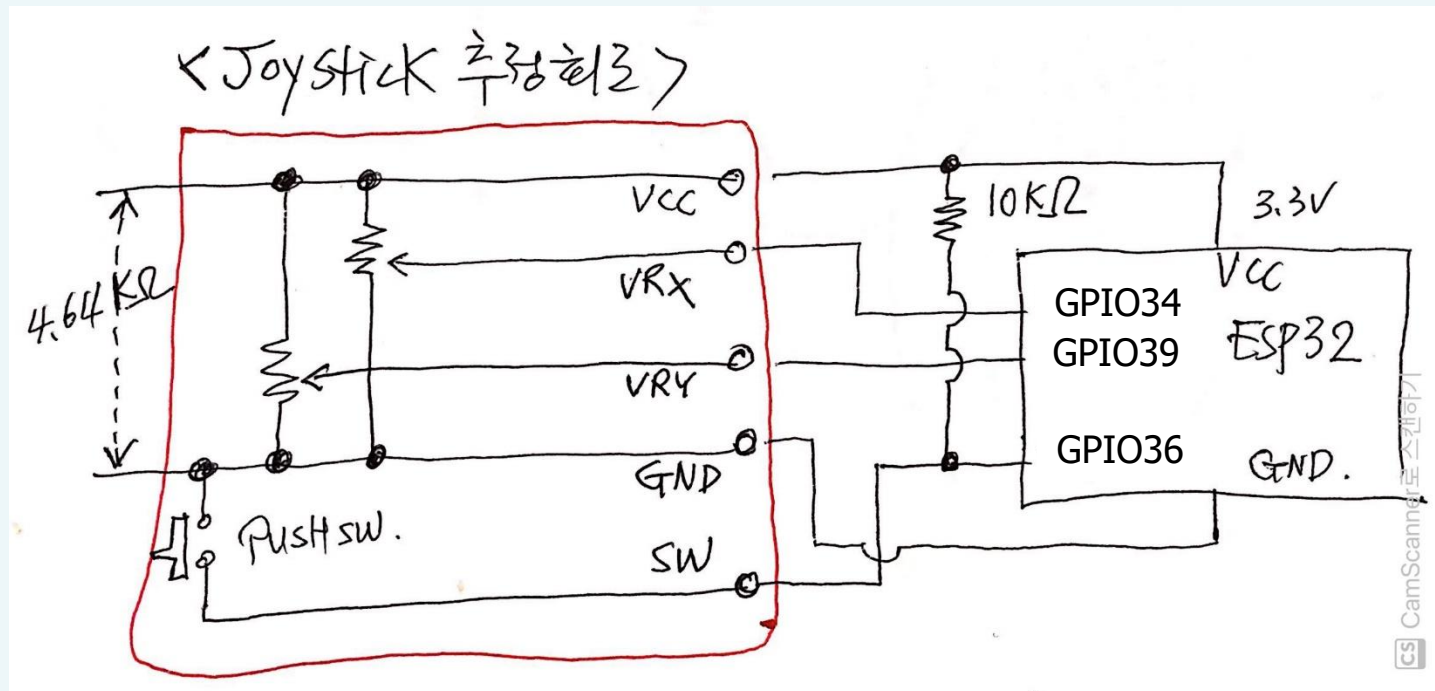 <Joystick 추정회로>
VCC
10KΩ
3.3V
4.64KΩ
VRX
GPIO34
VCC
GPIO39
ESP32
VRY
GPIO36
GND
GND.
PUSH SW.
SW
CS CamScanner로 스캔하기